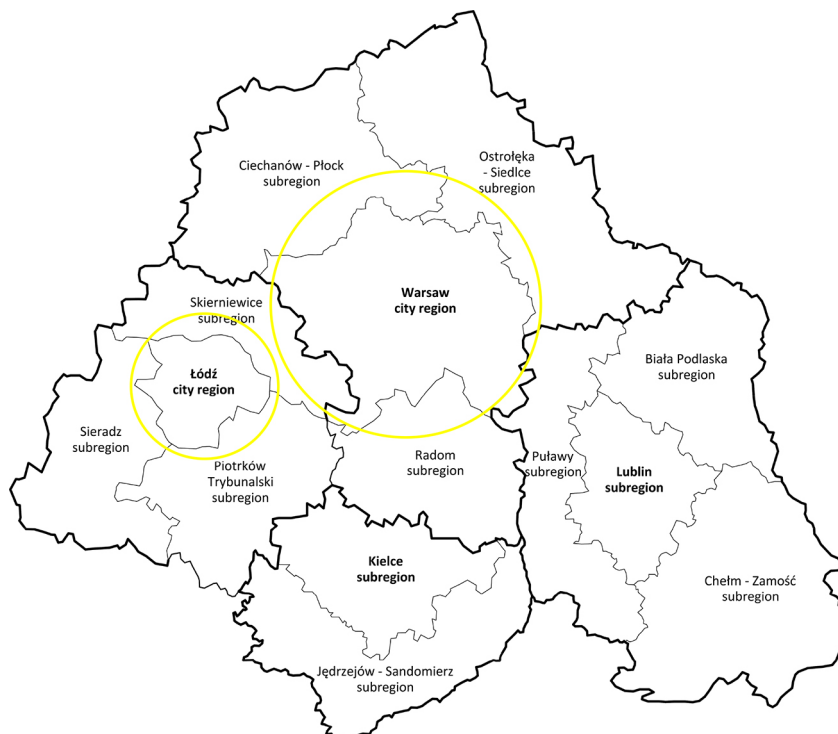 Ciechanów - Płock
subregion
Ostrołęka
- Siedlce
subregion
Warsaw
city region
Skierniewice
subregion
Łódź
city region
Biała Podlaska
subregion
Sieradz
subregion
Piotrków
Trybunalski
subregion
Radom
subregion
Puławy
subregion
Lublin
subregion
Kielce
subregion
Chełm - Zamość
subregion
Jędrzejów - Sandomierz
subregion